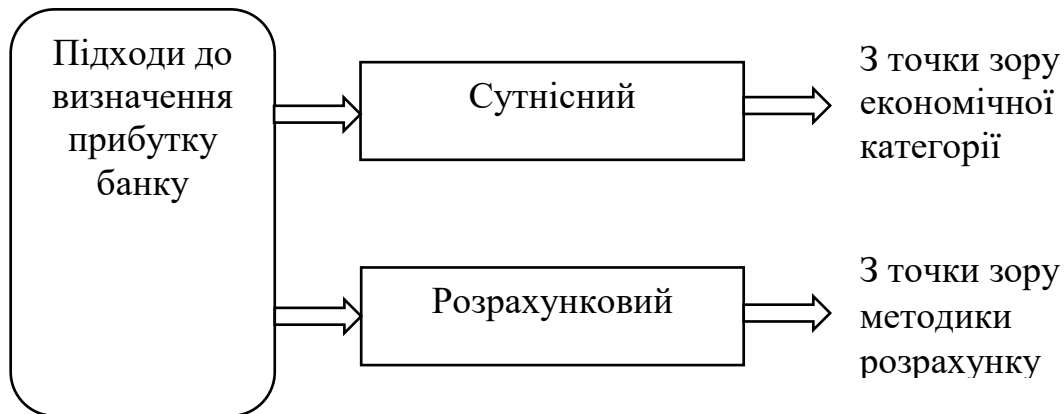 Підходи до
визначення
прибутку
банку
Сутнісний
З точки зору
економічної
категорії
Розрахунковий
З точки зору
методики
розрахунку